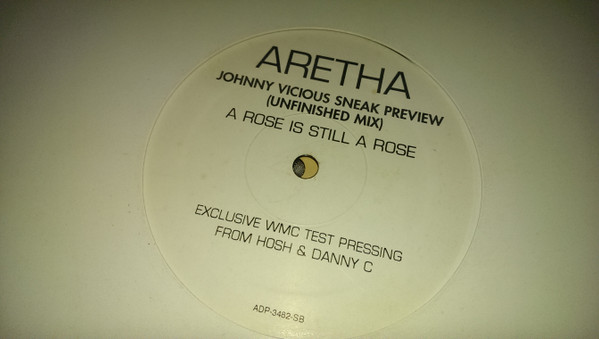 ARETHA
JOHNNY VICIOUS SNEAK PREVIEW
(UNFINISHED MIX)
A ROSE IS STILL A ROSE
EXCLUSIVE WMC TEST PRESSING
FROM HOSH & DANNY C
ADP-3482-SB